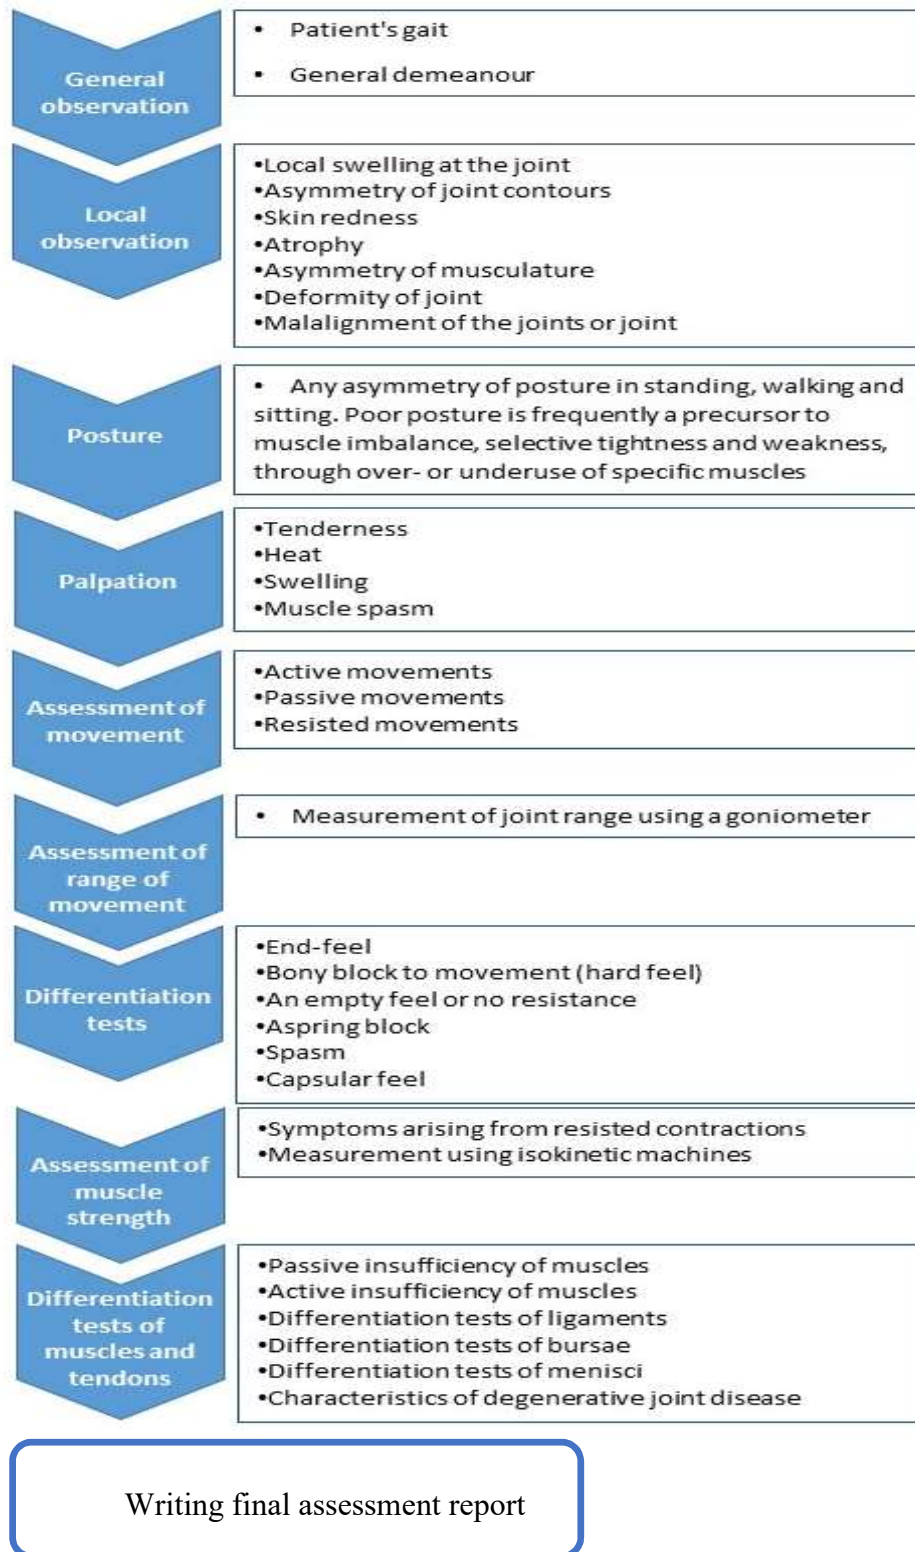 General
observation
• Patient's gait
• General demeanour
Local
observation
•Local swelling at the joint
•Asymmetry of joint contours
•Skin redness
•Atrophy
•Asymmetry of musculature
•Deformity of joint
•Malalignment of the joints or joint
Posture
• Any asymmetry of posture in standing, walking and
sitting. Poor posture is frequently a precursor to
muscle imbalance, selective tightness and weakness,
through over- or underuse of specific muscles
Palpation
•Tenderness
•Heat
•Swelling
•Muscle spasm
Assessment of
movement
•Active movements
•Passive movements
•Resisted movements
Assessment of
range of
movement
• Measurement of joint range using a goniometer
Differentiation
tests
•End-feel
•Bony block to movement (hard feel)
•An empty feel or no resistance
•Aspring block
•Spasm
•Capsular feel
Assessment of
muscle
strength
•Symptoms arising from resisted contractions
•Measurement using isokinetic machines
Differentiation
tests of
muscles and
tendons
•Passive insufficiency of muscles
•Active insufficiency of muscles
•Differentiation tests of ligaments
•Differentiation tests of bursae
•Differentiation tests of menisci
•Characteristics of degenerative joint disease
Writing final assessment report